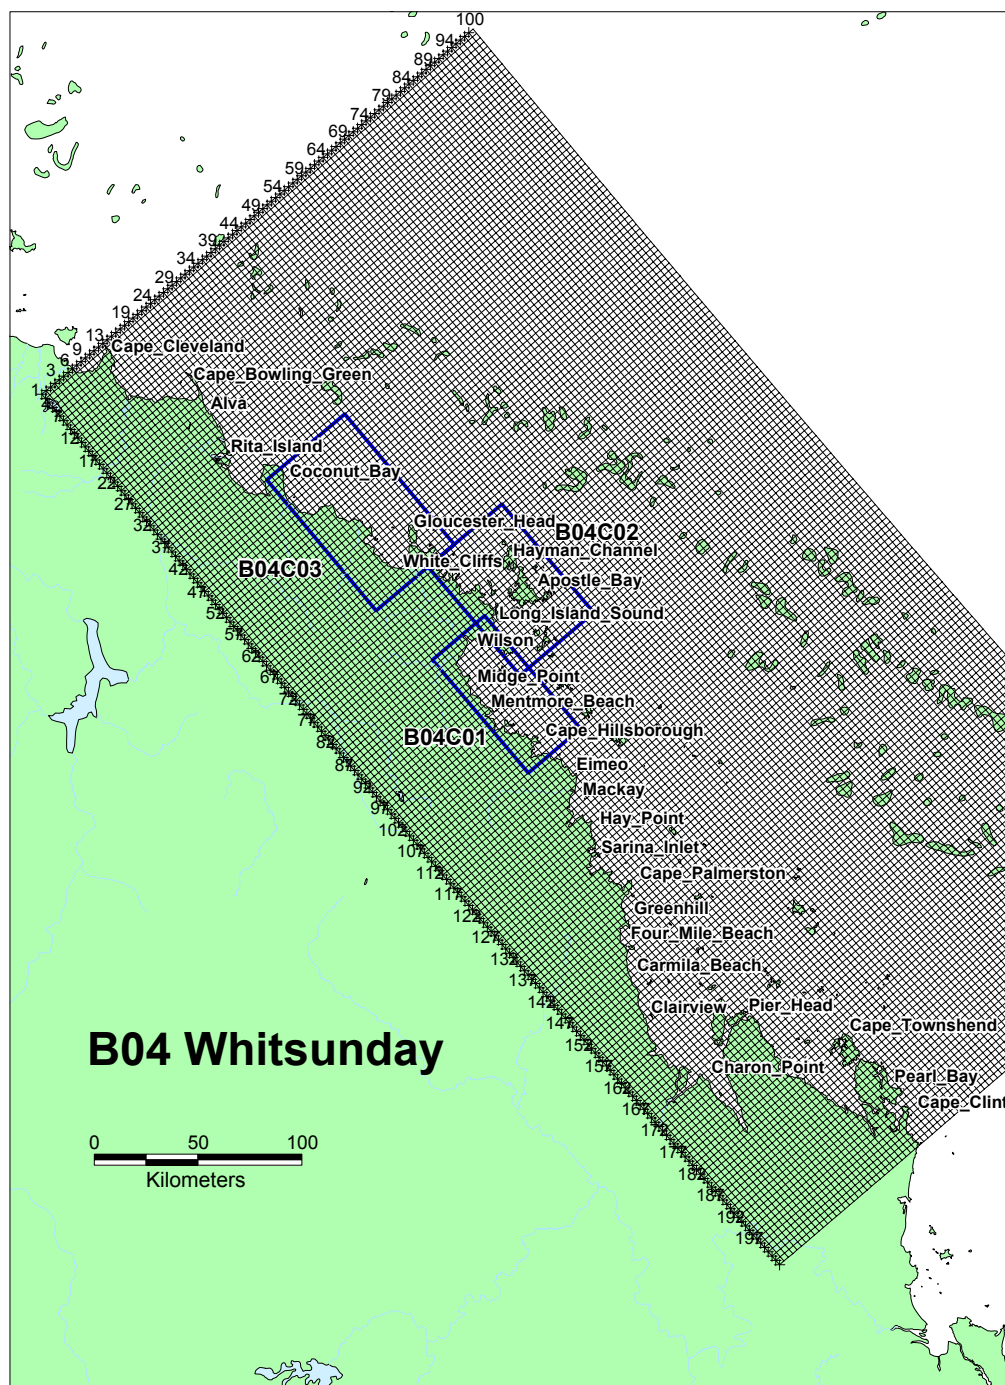 100
94
89
84
79
74
69
64
59
54
49
44
39
34
29
24
19
13
9
6
3
1
Cape_Cleveland
Cape_Bowling_Green
Alva
Rita_Island
Coconut_Bay
Gloucester_Head
B04C02
Hayman_Channel
White_Cliffs
B04C03
Apostle_Bay
Long_Island_Sound
Wilson
Midge_Point
Mentmore_Beach
Cape_Hillsborough
B04C01
Eimeo
Mackay
Hay_Point
Sarina_Inlet
Cape_Palmerston
Greenhill
Four_Mile_Beach
Carmila_Beach
Clairview
Pier_Head
Cape_Townshend
Charon_Point
Pearl_Bay
Cape_Clint
7
12
17
22
27
32
37
42
47
52
57
62
67
72
77
82
87
92
97
102
107
112
117
122
127
132
137
142
147
152
157
162
167
172
177
182
187
192
197
B04 Whitsunday
0 50 100
Kilometers